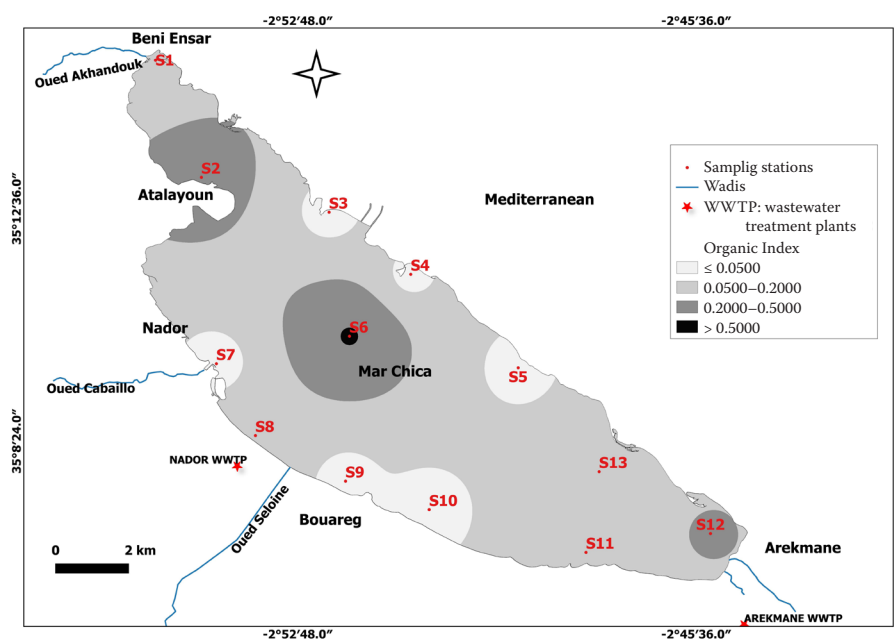 -2°52′48.0″
-2°45′36.0″
Beni Ensar
S1
Oued Akhandouk
S2
Atalayoun
35°12′36.0″
S3
Mediterranean
Samplig stations
Wadis
WWTP: wastewater
treatment plants
Organic Index
≤ 0.0500
0.0500–0.2000
0.2000–0.5000
> 0.5000
S4
S6
Nador
S7
Mar Chica
S5
Oued Cabaillo
35°8′24.0″
S8
NADOR WWTP
S9
S13
S10
Oued Seloine
Bouareg
S12
S11
Arekmane
0
2 km
AREKMANE WWTP
-2°52′48.0″
-2°45′36.0″